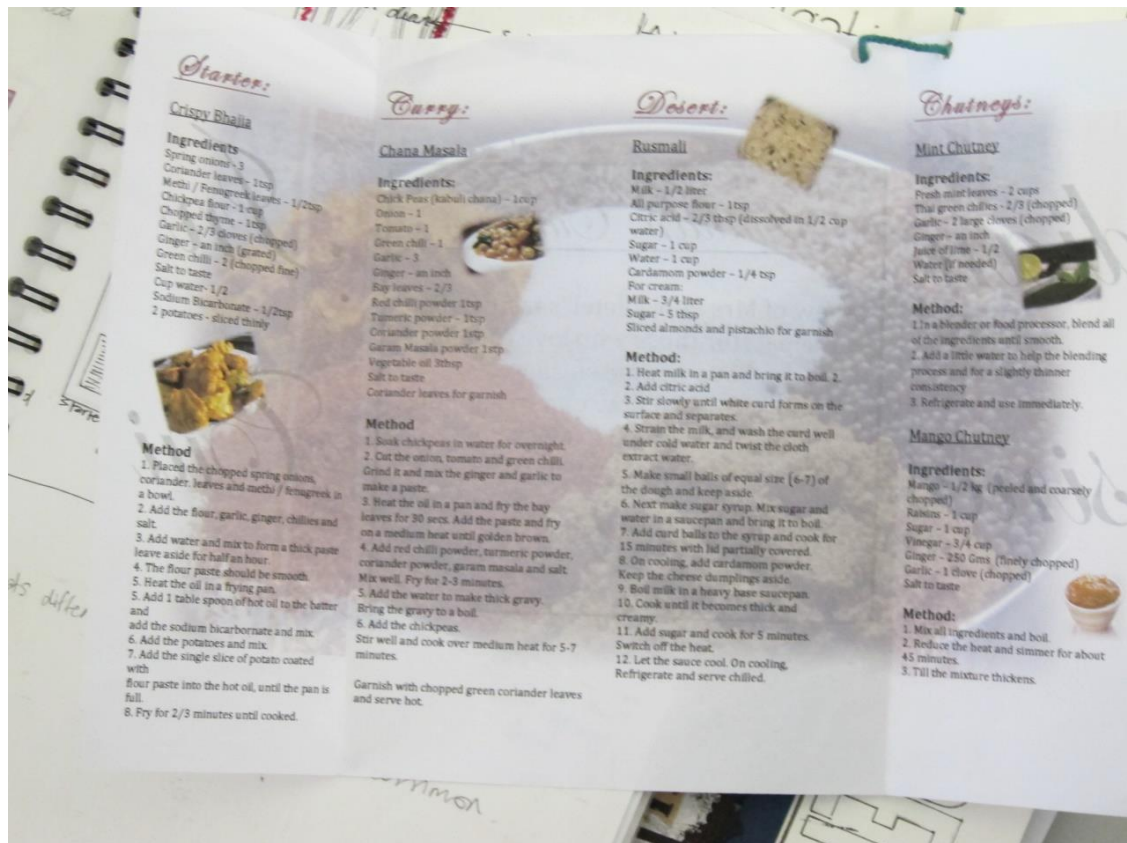 Starter:
Crispy Bhajia
Ingredients
Spring onions - 3
Coriander leaves - 1tsp
Methi / Fenugreek leaves - 1/2tsp
Chickpea flour - 1 cup
Chopped thyme - 1tsp
Garlic - 2/3 cloves (chopped)
Ginger - an inch (grated)
Green chilli - 2 (chopped fine)
Salt to taste
Cup water- 1/2
Sodium Bicarbonate - 1/2tsp
2 potatoes - sliced thinly
Method
1. Placed the chopped spring onions,
coriander, leaves and methi / fenugreek in
a bowl.
2. Add the flour, garlic, ginger, chillies and
salt.
3. Add water and mix to form a thick paste
leave aside for half an hour.
4. The flour paste should be smooth.
5. Heat the oil in a frying pan.
5. Add 1 table spoon of hot oil to the batter
and
add the sodium bicarbornate and mix.
6. Add the potatoes and mix.
7. Add the single slice of potato coated
with
flour paste into the hot oil, until the pan is
full.
8. Fry for 2/3 minutes until cooked.
Curry:
Chana Masala
Ingredients:
Chick Peas (kabuli chana) - 1cup
Onion - 1
Tomato - 1
Green chilli - 1
Garlic - 3
Ginger - an inch
Bay leaves - 2/3
Red chilli powder 1tsp
Tumeric powder - 1tsp
Coriander powder 1stp
Garam Masala powder 1stp
Vegetable oil 3tbsp
Salt to taste
Coriander leaves for garnish
Method
1. Soak chickpeas in water for overnight.
2. Cut the onion, tomato and green chilli.
Grind it and mix the ginger and garlic to
make a paste.
3. Heat the oil in a pan and fry the bay
leaves for 30 secs. Add the paste and fry
on a medium heat until golden brown.
4. Add red chilli powder, turmeric powder,
coriander powder, garam masala and salt.
Mix well. Fry for 2-3 minutes.
5. Add the water to make thick gravy.
Bring the gravy to a boil.
6. Add the chickpeas.
Stir well and cook over medium heat for 5-7
minutes.
Garnish with chopped green coriander leaves
and serve hot.
Desert:
Rusmali
Ingredients:
Milk - 1/2 liter
All purpose flour - 1tsp
Citric acid - 2/3 tbsp (dissolved in 1/2 cup
water)
Sugar - 1 cup
Water - 1 cup
Cardamom powder - 1/4 tsp
For cream:
Milk - 3/4 liter
Sugar - 5 tbsp
Sliced almonds and pistachio for garnish
Method:
1. Heat milk in a pan and bring it to boil. 2.
2. Add citric acid
3. Stir slowly until white curd forms on the
surface and separates.
4. Strain the milk, and wash the curd well
under cold water and twist the cloth
extract water.
5. Make small balls of equal size [6-7] of
the dough and keep aside.
6. Next make sugar syrup. Mix sugar and
water in a saucepan and bring it to boil.
7. Add curd balls to the syrup and cook for
15 minutes with lid partially covered.
8. On cooling, add cardamom powder.
Keep the cheese dumplings aside.
9. Boil milk in a heavy base saucepan.
10. Cook until it becomes thick and
creamy.
11. Add sugar and cook for 5 minutes.
Switch off the heat.
12. Let the sauce cool. On cooling,
Refrigerate and serve chilled.
Chutneys:
Mint Chutney
Ingredients:
Fresh mint leaves - 2 cups
Thai green chillies - 2/3 (chopped)
Garlic - 2 large cloves (chopped)
Ginger - an inch
Juice of lime - 1/2
Water (if needed)
Salt to taste
Method:
1.In a blender or food processor, blend all
of the ingredients until smooth.
2. Add a little water to help the blending
process and for a slightly thinner
consistency
3. Refrigerate and use immediately.
Mango Chutney
Ingredients:
Mango - 1/2 kg (peeled and coarsely
chopped)
Raisins - 1 cup
Sugar - 1 cup
Vinegar - 3/4 cup
Ginger - 250 Gms (finely chopped)
Garlic - 1 clove (chopped)
Salt to taste
Method:
1. Mix all ingredients and boil.
2. Reduce the heat and simmer for about
45 minutes.
3. Till the mixture thickens.
differ
common